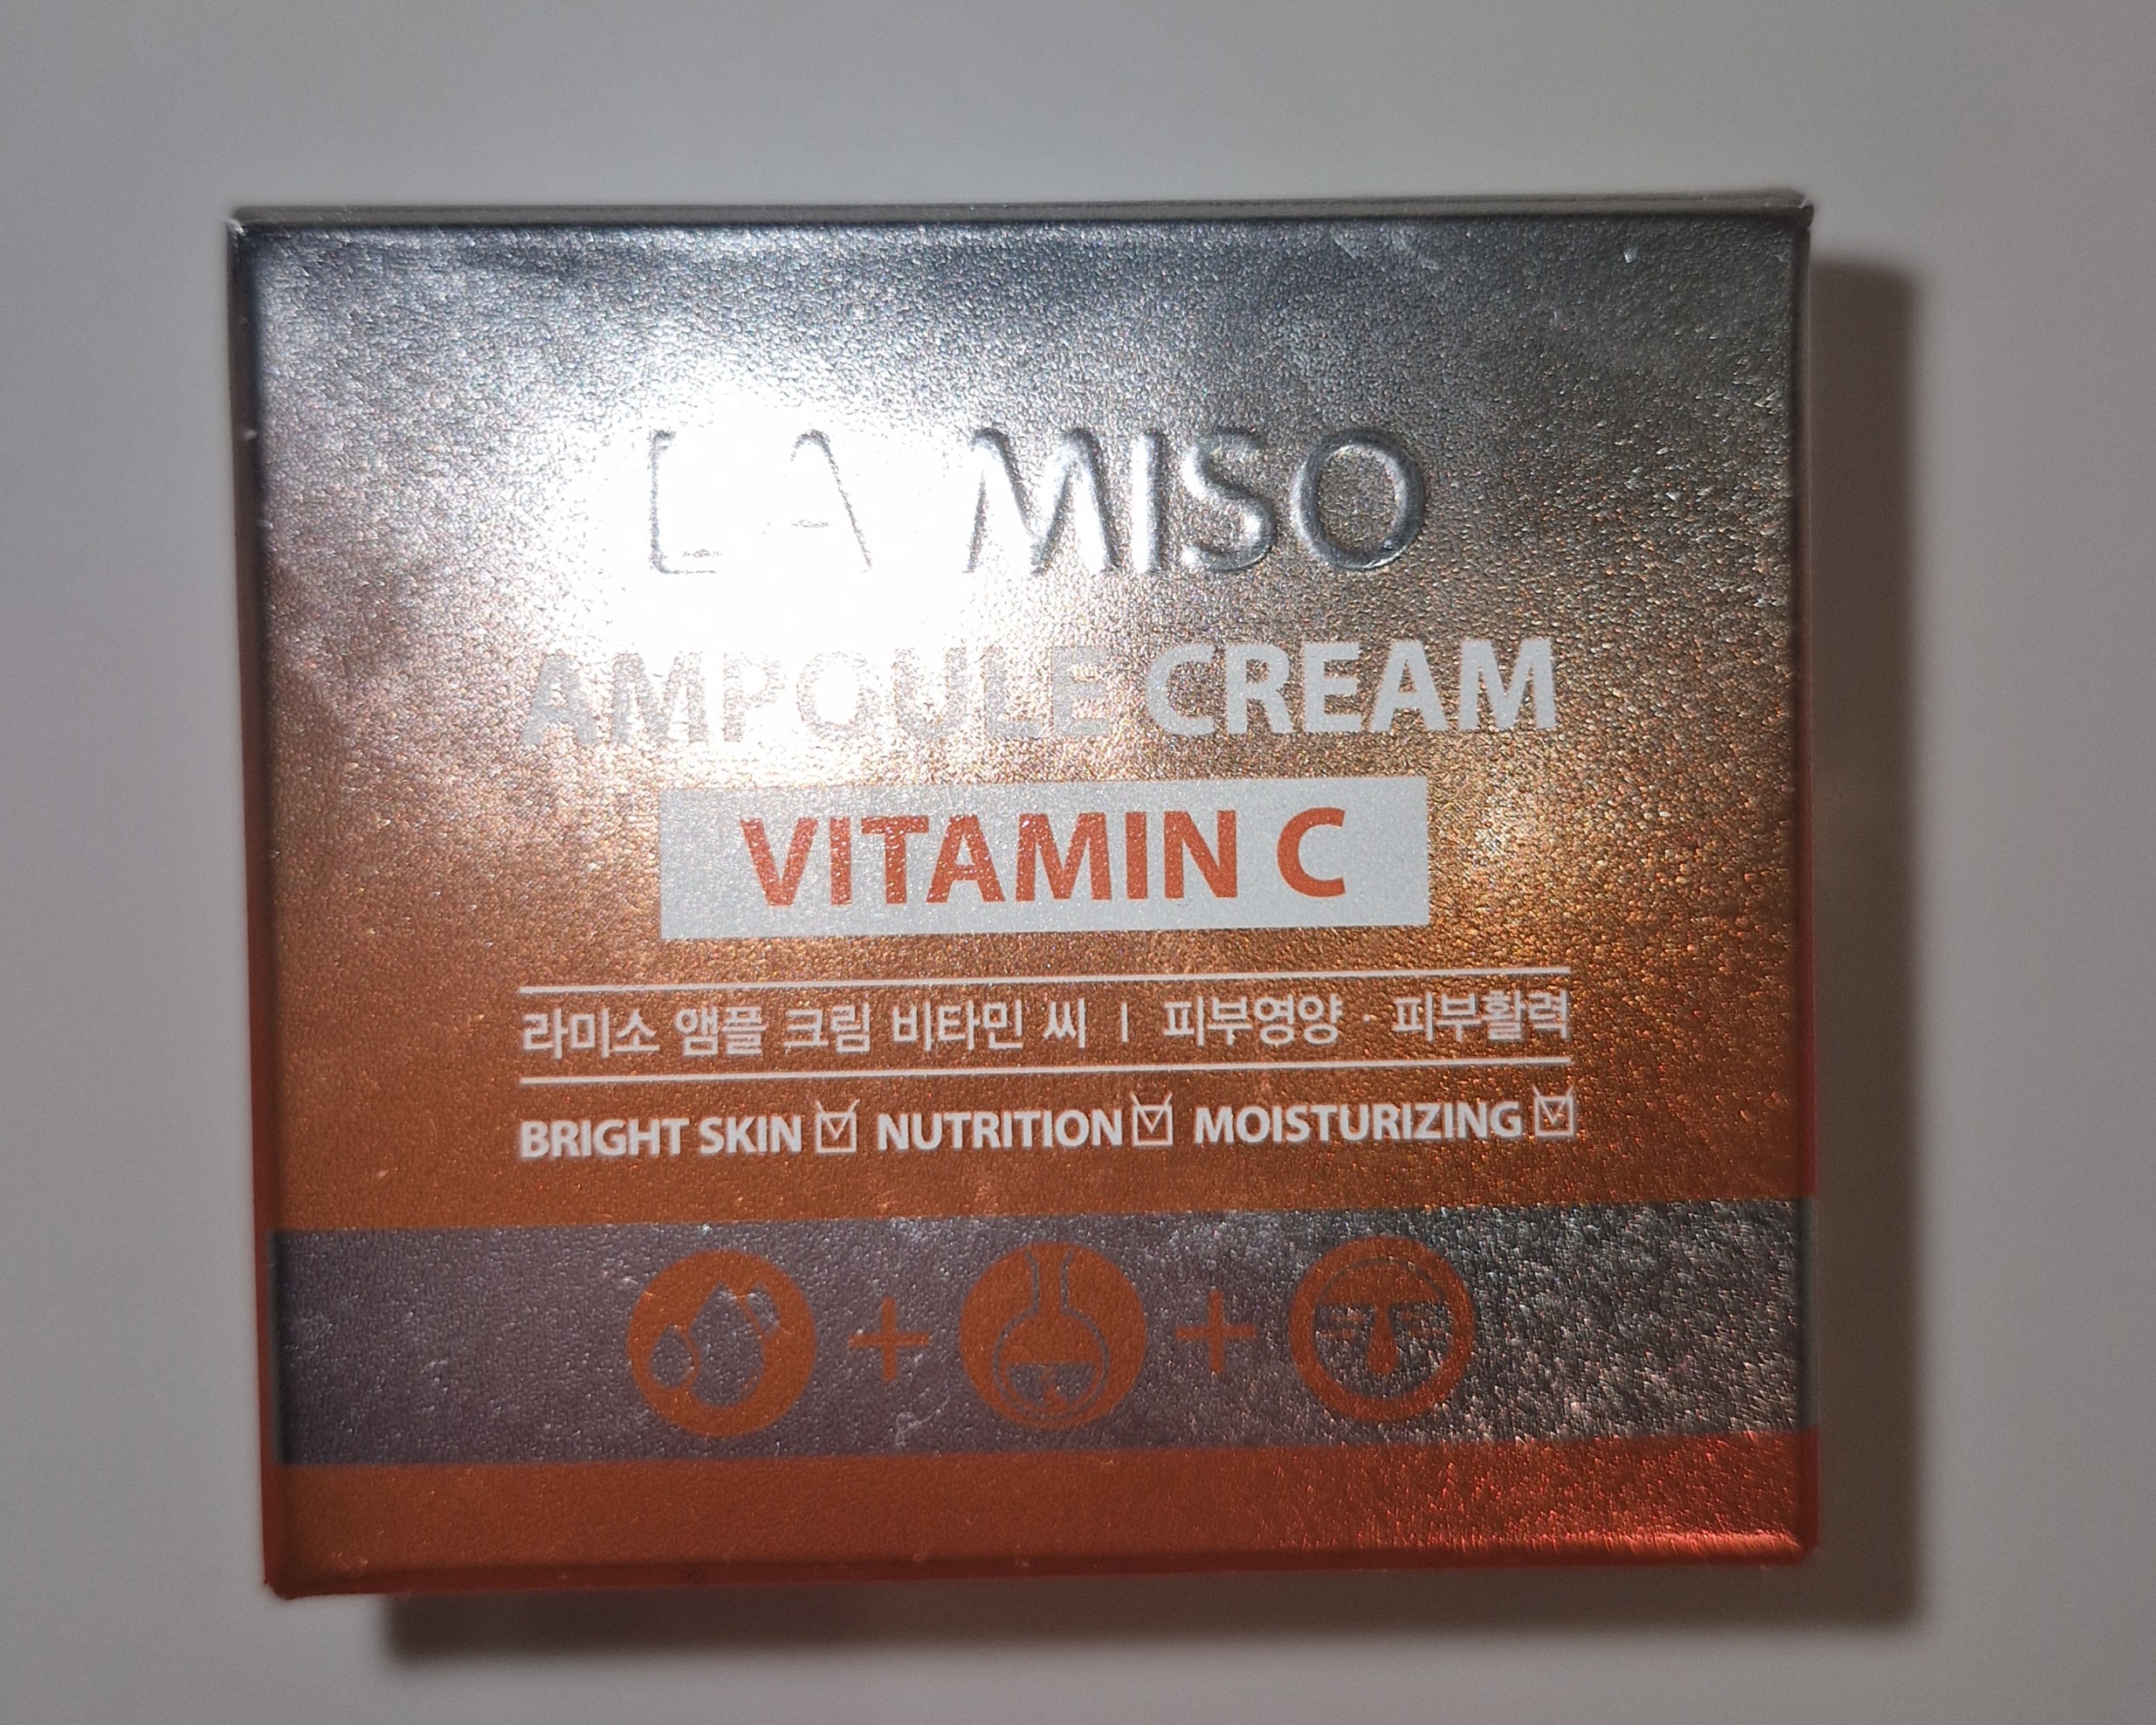 LA MISO
AMPOULE CREAM
VITAMIN C
라미소 앰플 크림 비타민 씨 | 피부영양 · 피부활력
BRIGHT SKIN ☑ NUTRITION ☑ MOISTURIZING ☑